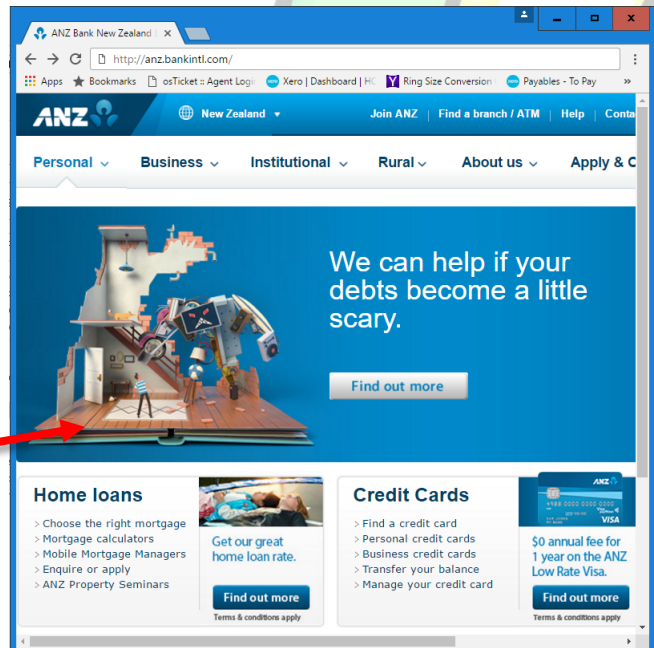 ANZ Bank New Zealand
http://anz.bankintl.com/
Apps Bookmarks osTicket :: Agent Logi Xero | Dashboard | HC Ring Size Conversion Payables - To Pay »
ANZ New Zealand Join ANZ | Find a branch / ATM | Help | Conta
Personal Business Institutional Rural About us Apply & C
We can help if your
debts become a little
scary.
Find out more
Home loans
> Choose the right mortgage
> Mortgage calculators
> Mobile Mortgage Managers
> Enquire or apply
> ANZ Property Seminars
Get our great
home loan rate.
Find out more
Terms & conditions apply
Credit Cards
> Find a credit card
> Personal credit cards
> Business credit cards
> Transfer your balance
> Manage your credit card
ANZ
VISA
$0 annual fee for
1 year on the ANZ
Low Rate Visa.
Find out more
Terms & conditions apply